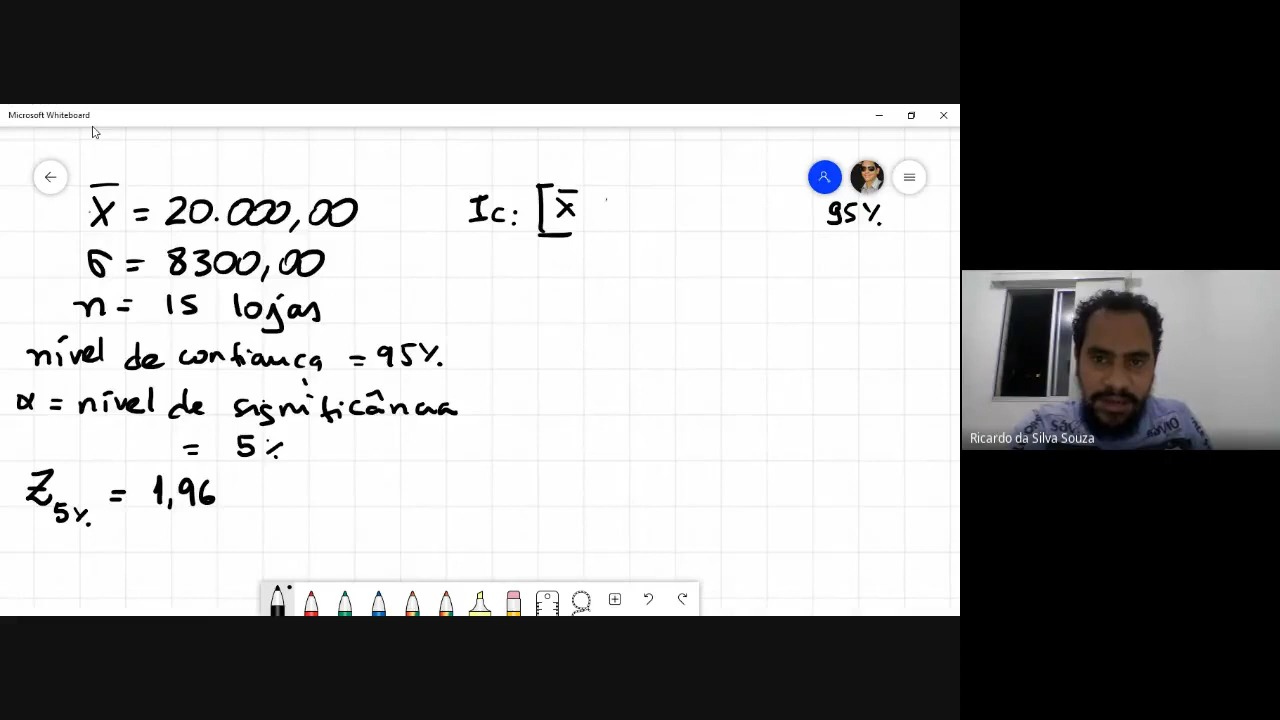 Microsoft Whiteboard
X̅ = 20.000,00
σ = 8300,00
n = 15 lojas
nível de confiança = 95%
α = nível de significância
= 5%
Z5% = 1,96
Ic: [X̅
95%
Ricardo da Silva Souza